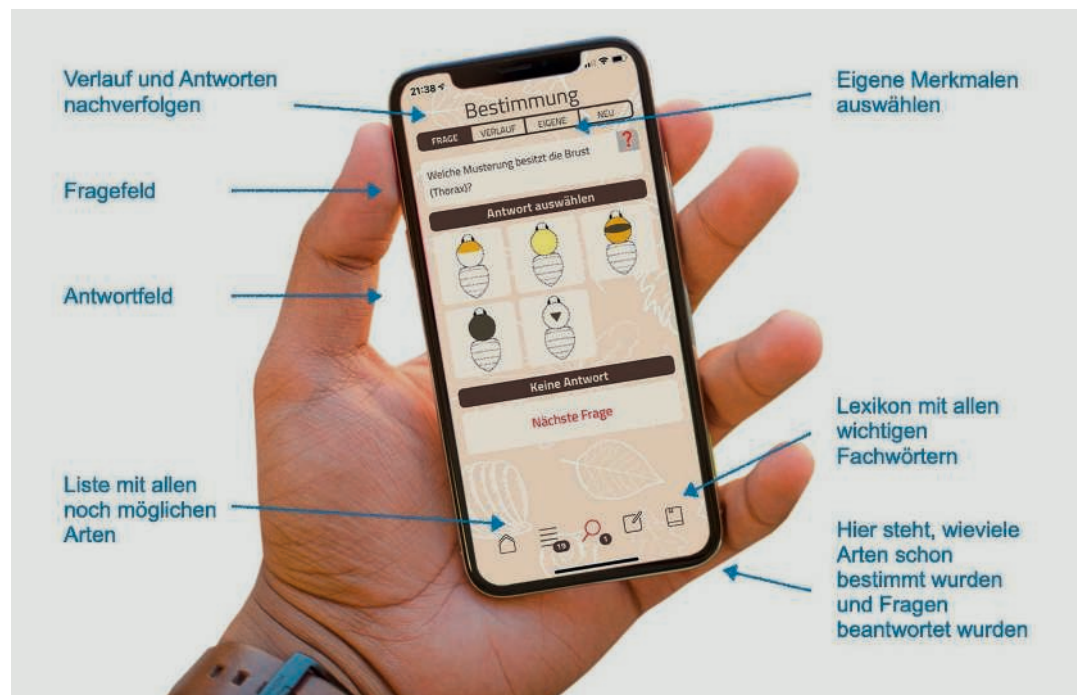 Verlauf und Antworten
nachverfolgen
Fragefeld
Antwortfeld
Liste mit allen
noch möglichen
Arten
21:38
Bestimmung
FRAGE VERLAUF EIGENE NEU
Welche Musterung besitzt die Brust
(Thorax)?
?
Antwort auswählen
Keine Antwort
Nächste Frage
19 1
Eigene Merkmalen
auswählen
Lexikon mit allen
wichtigen
Fachwörtern
Hier steht, wieviele
Arten schon
bestimmt wurden
und Fragen
beantwortet wurden